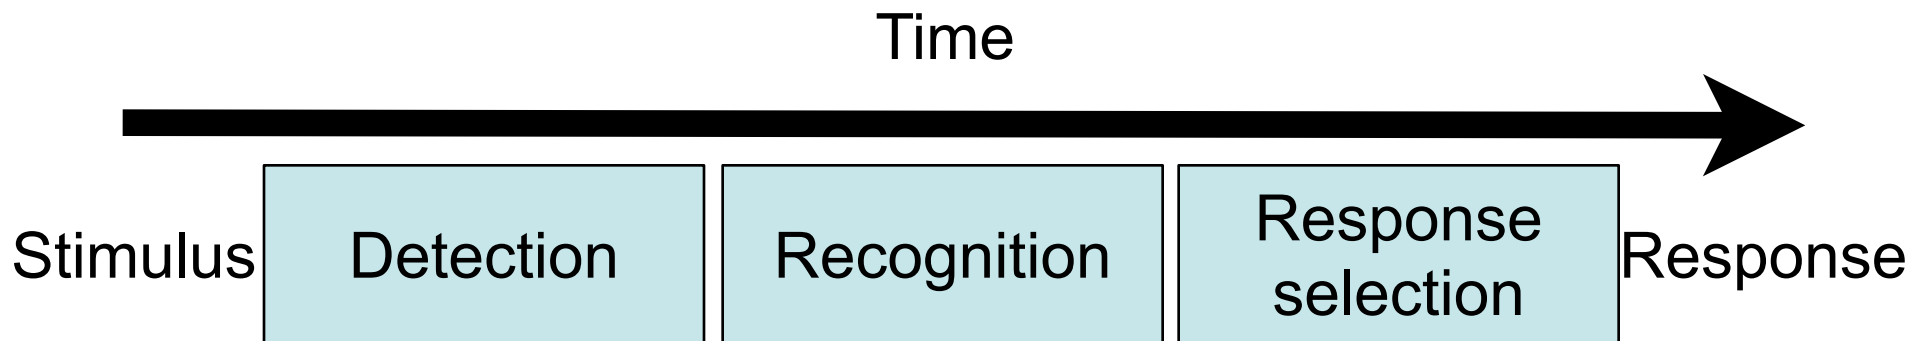 Time
Stimulus
Detection
Recognition
Response
selection
Response